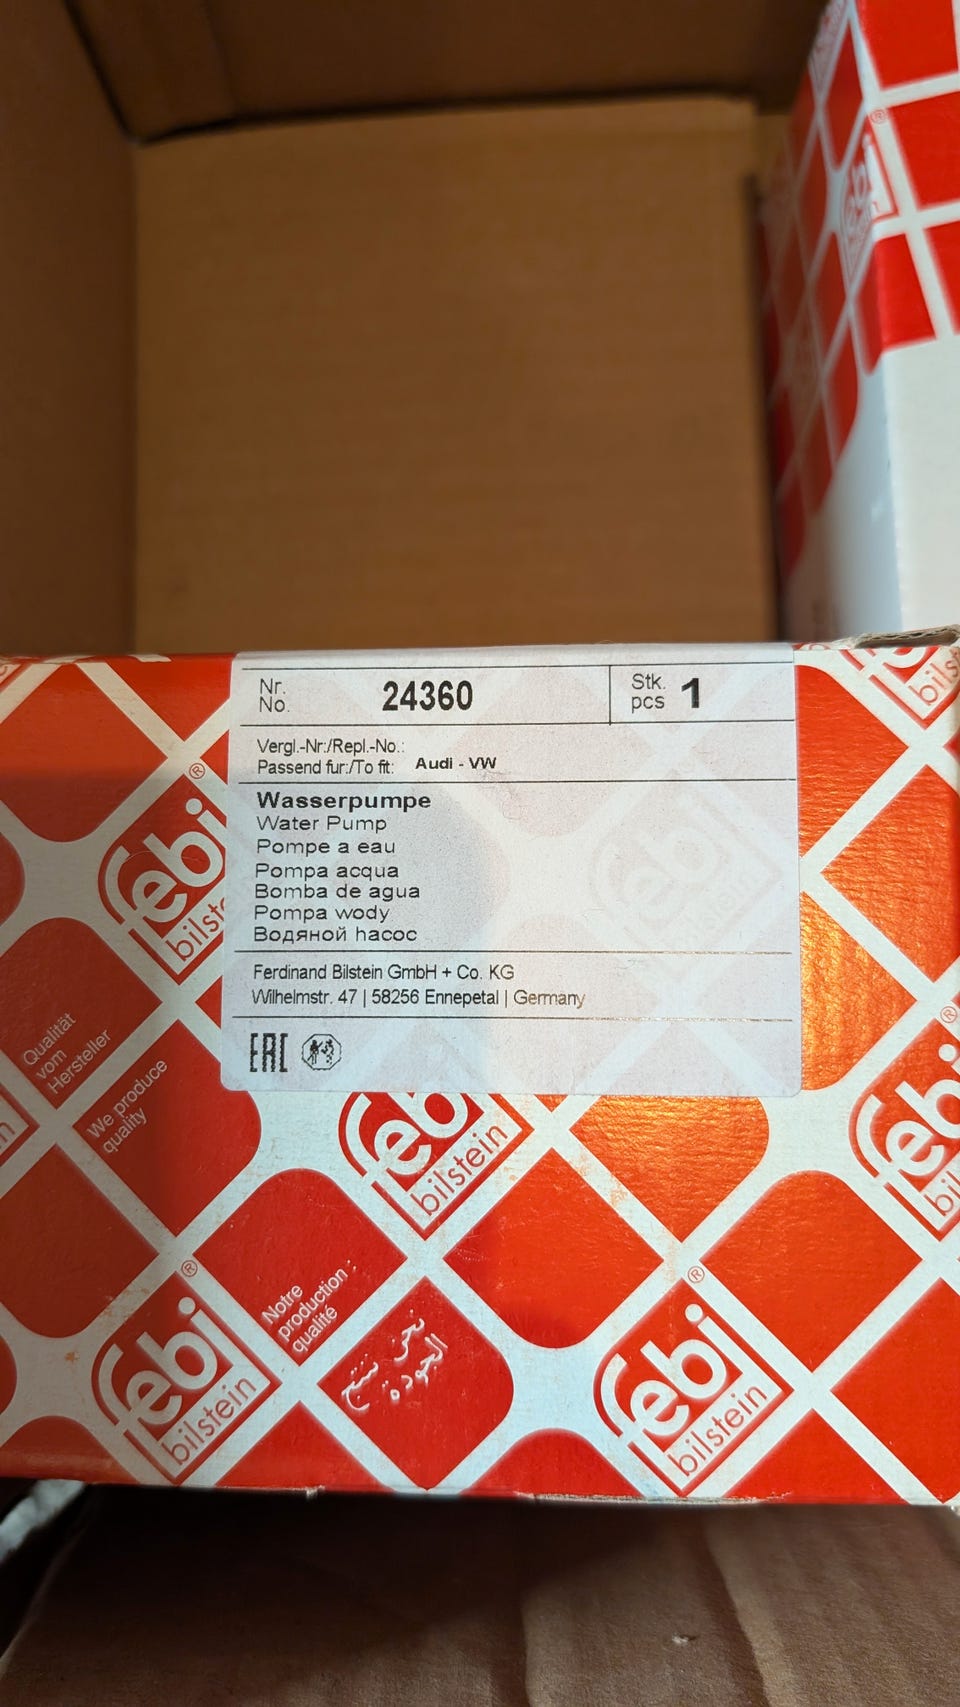 Nr. No. 24360 Stk. pcs 1
Vergl.-Nr:/Repl.-No.:
Passend fur:/To fit: Audi - VW
Wasserpumpe
Water Pump
Pompe a eau
Pompa acqua
Bomba de agua
Pompa wody
Водяной hасос
Ferdinand Bilstein GmbH + Co. KG
Wilhelmstr. 47 | 58256 Ennepetal | Germany
EAC
febi
bilstein
Qualität
vom
Hersteller
We produce
quality
febi
bilstein
febi
bilstein
Notre
production :
qualité
نحن ننتج
الجودة
febi
bilstein
febi
bilstein